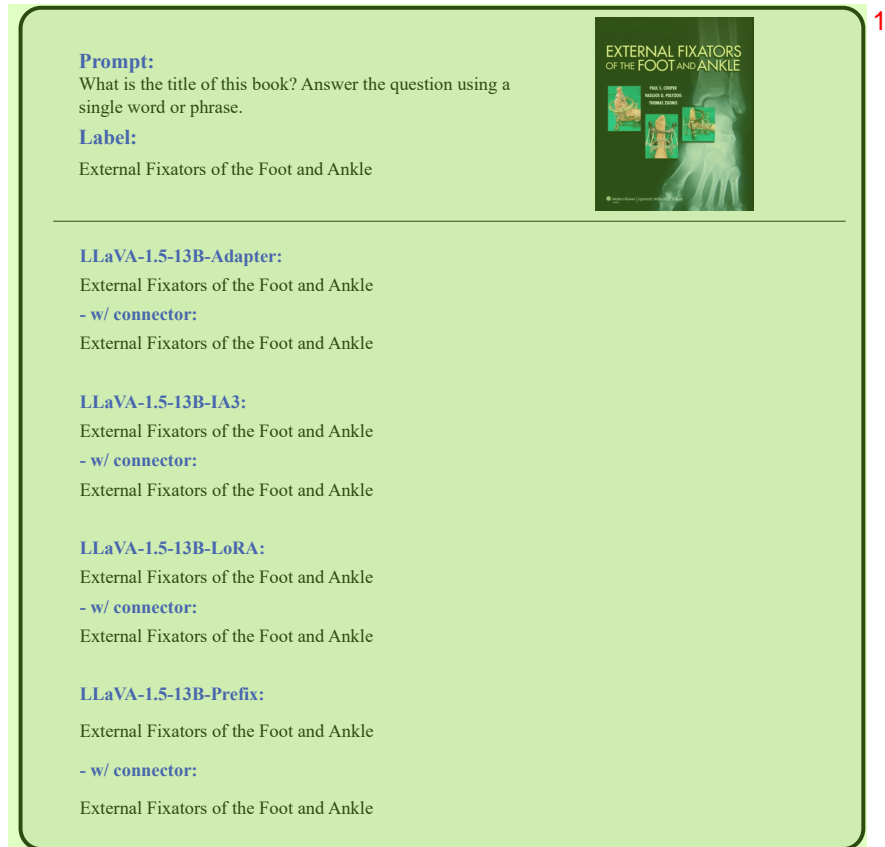 1
Prompt:
What is the title of this book? Answer the question using a
single word or phrase.
Label:
External Fixators of the Foot and Ankle
EXTERNAL FIXATORS
OF THE FOOT AND ANKLE
PAUL S. COOPER
VASILIOS D. POLYZOIS
THOMAS ZGONIS
LLaVA-1.5-13B-Adapter:
External Fixators of the Foot and Ankle
- w/ connector:
External Fixators of the Foot and Ankle
LLaVA-1.5-13B-IA3:
External Fixators of the Foot and Ankle
- w/ connector:
External Fixators of the Foot and Ankle
LLaVA-1.5-13B-LoRA:
External Fixators of the Foot and Ankle
- w/ connector:
External Fixators of the Foot and Ankle
LLaVA-1.5-13B-Prefix:
External Fixators of the Foot and Ankle
- w/ connector:
External Fixators of the Foot and Ankle